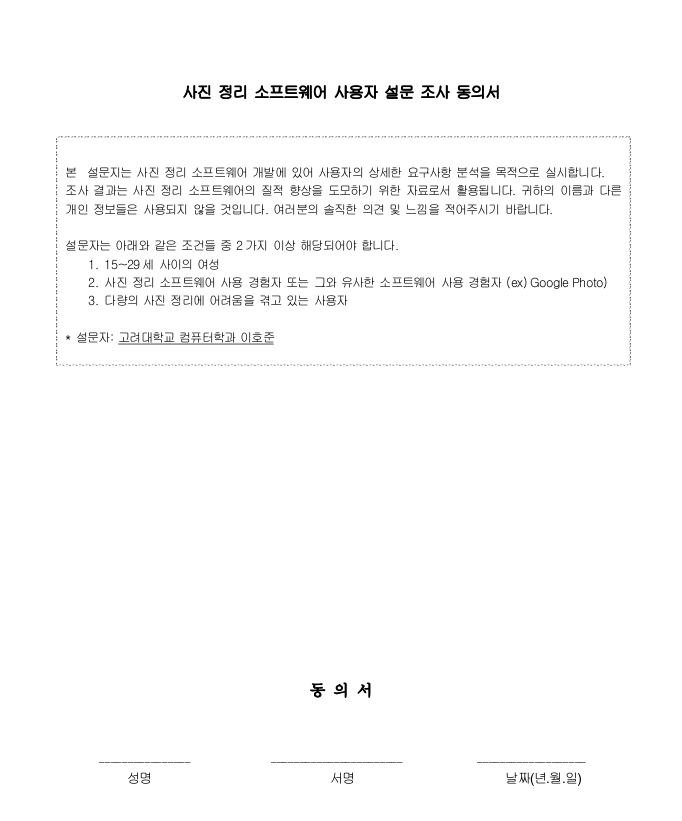 사진 정리 소프트웨어 사용자 설문 조사 동의서
본 설문지는 사진 정리 소프트웨어 개발에 있어 사용자의 상세한 요구사항 분석을 목적으로 실시합니다.
조사 결과는 사진 정리 소프트웨어의 질적 향상을 도모하기 위한 자료로서 활용됩니다. 귀하의 이름과 다른
개인 정보들은 사용되지 않을 것입니다. 여러분의 솔직한 의견 및 느낌을 적어주시기 바랍니다.
설문자는 아래와 같은 조건들 중 2가지 이상 해당되어야 합니다.
1. 15~29세 사이의 여성
2. 사진 정리 소프트웨어 사용 경험자 또는 그와 유사한 소프트웨어 사용 경험자 (ex) Google Photo)
3. 다량의 사진 정리에 어려움을 겪고 있는 사용자
* 설문자: 고려대학교 컴퓨터학과 이호준
동 의 서
성명 서명 날짜(년.월.일)